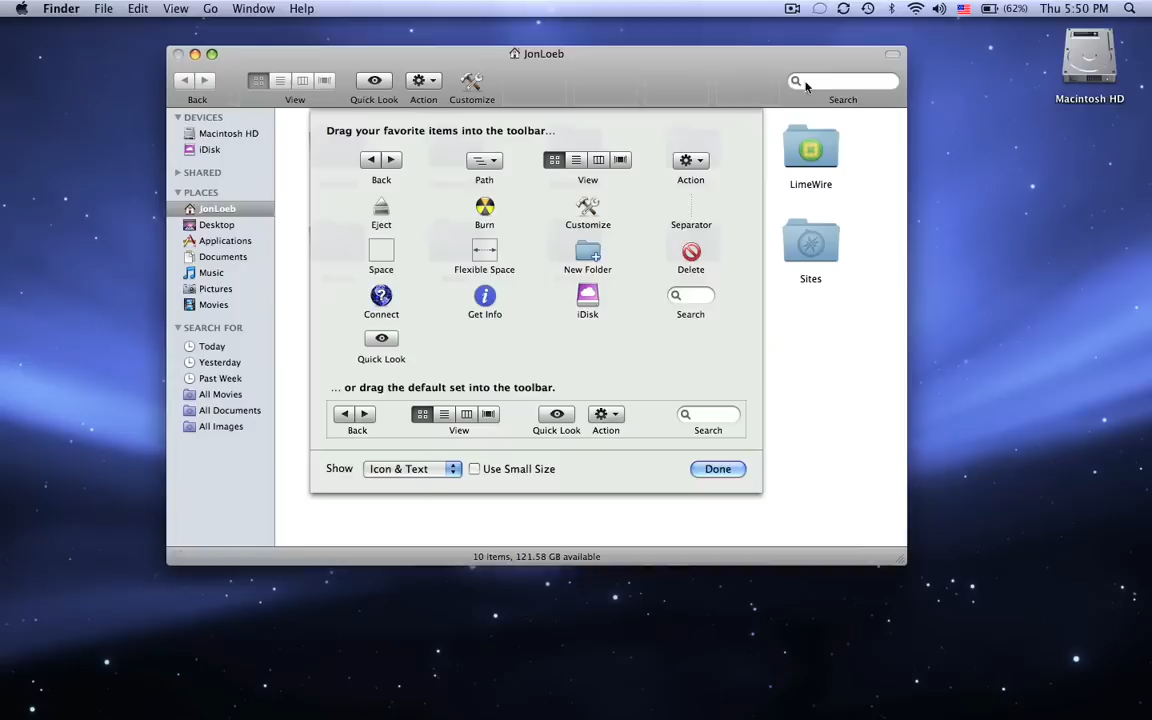 Finder File Edit View Go Window Help (62%) Thu 5:50 PM
JonLoeb
Back View Quick Look Action Customize Search
Macintosh HD
DEVICES
Macintosh HD
iDisk
SHARED
PLACES
JonLoeb
Desktop
Applications
Documents
Music
Pictures
Movies
SEARCH FOR
Today
Yesterday
Past Week
All Movies
All Documents
All Images
Drag your favorite items into the toolbar...
Back Path View Action
Eject Burn Customize Separator
Space Flexible Space New Folder Delete
Connect Get Info iDisk Search
Quick Look
... or drag the default set into the toolbar.
Back View Quick Look Action Search
Show Icon & Text Use Small Size Done
LimeWire
Sites
10 items, 121.58 GB available